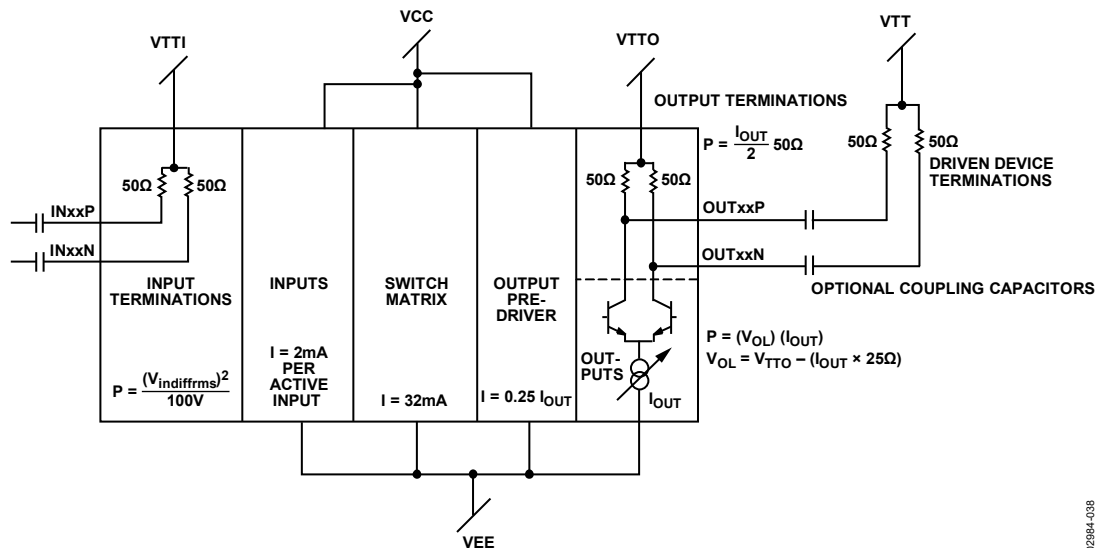 VCC
VTTI
VTTO
VTT
OUTPUT TERMINATIONS
P = I_OUT/2 50Ω
50Ω 50Ω
DRIVEN DEVICE
TERMINATIONS
50Ω 50Ω
50Ω 50Ω
INxxP
OUTxxP
INxxN
OUTxxN
INPUT
TERMINATIONS
P = (V_indiffrms)²/100V
INPUTS
I = 2mA
PER
ACTIVE
INPUT
SWITCH
MATRIX
I = 32mA
OUTPUT
PRE-
DRIVER
I = 0.25 I_OUT
OPTIONAL COUPLING CAPACITORS
OUT-
PUTS
I_OUT
P = (V_OL) (I_OUT)
V_OL = V_TTO – (I_OUT × 25Ω)
VEE
02984-038